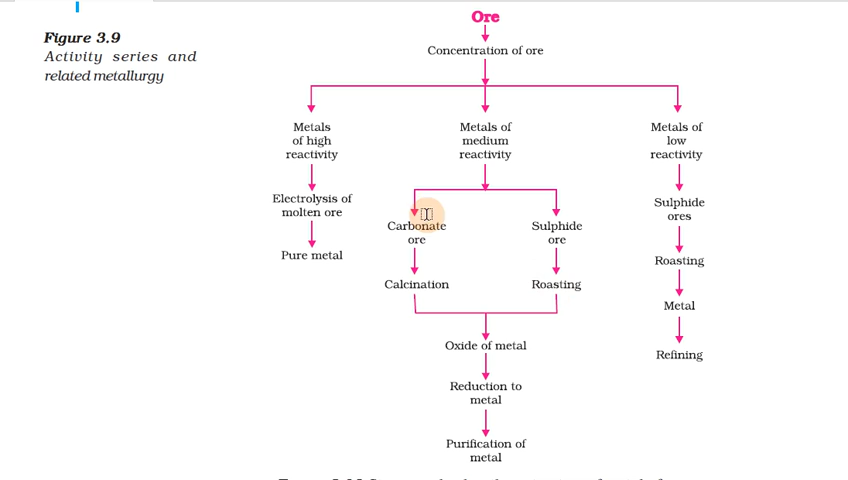 Figure 3.9
Activity series and
related metallurgy
Ore
Concentration of ore
Metals
of high
reactivity
Electrolysis of
molten ore
Pure metal
Metals of
medium
reactivity
Carbonate
ore
Calcination
Sulphide
ore
Roasting
Oxide of metal
Reduction to
metal
Purification of
metal
Metals of
low
reactivity
Sulphide
ores
Roasting
Metal
Refining